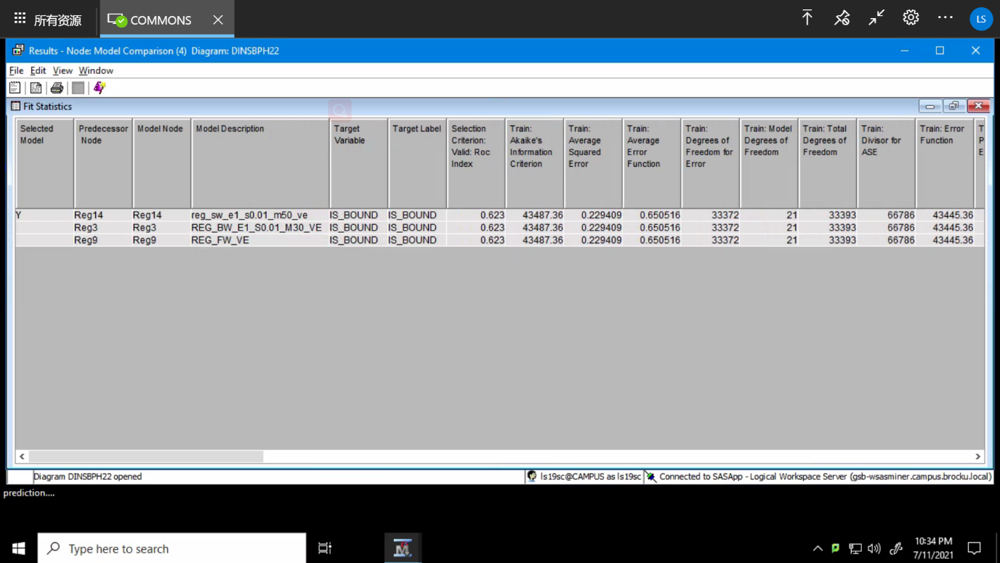 所有资源
COMMONS
LS
Results - Node: Model Comparison (4) Diagram: DINSBPH22
File Edit View Window
Fit Statistics
Selected Model
Predecessor Node
Model Node
Model Description
Target Variable
Target Label
Selection Criterion: Valid: Roc Index
Train: Akaike's Information Criterion
Train: Average Squared Error
Train: Average Error Function
Train: Degrees of Freedom for Error
Train: Model Degrees of Freedom
Train: Total Degrees of Freedom
Train: Divisor for ASE
Train: Error Function
T P E
Y Reg14 Reg14 reg_sw_e1_s0.01_m50_ve IS_BOUND IS_BOUND 0.623 43487.36 0.229409 0.650516 33372 21 33393 66786 43445.36
Reg3 Reg3 REG_BW_E1_S0.01_M30_VE IS_BOUND IS_BOUND 0.623 43487.36 0.229409 0.650516 33372 21 33393 66786 43445.36
Reg9 Reg9 REG_FW_VE IS_BOUND IS_BOUND 0.623 43487.36 0.229409 0.650516 33372 21 33393 66786 43445.36
Diagram DINSBPH22 opened
ls19sc@CAMPUS as ls19sc
Connected to SASApp - Logical Workspace Server (gsb-wsasminer.campus.brocku.local)
prediction....
Type here to search
10:34 PM
7/11/2021